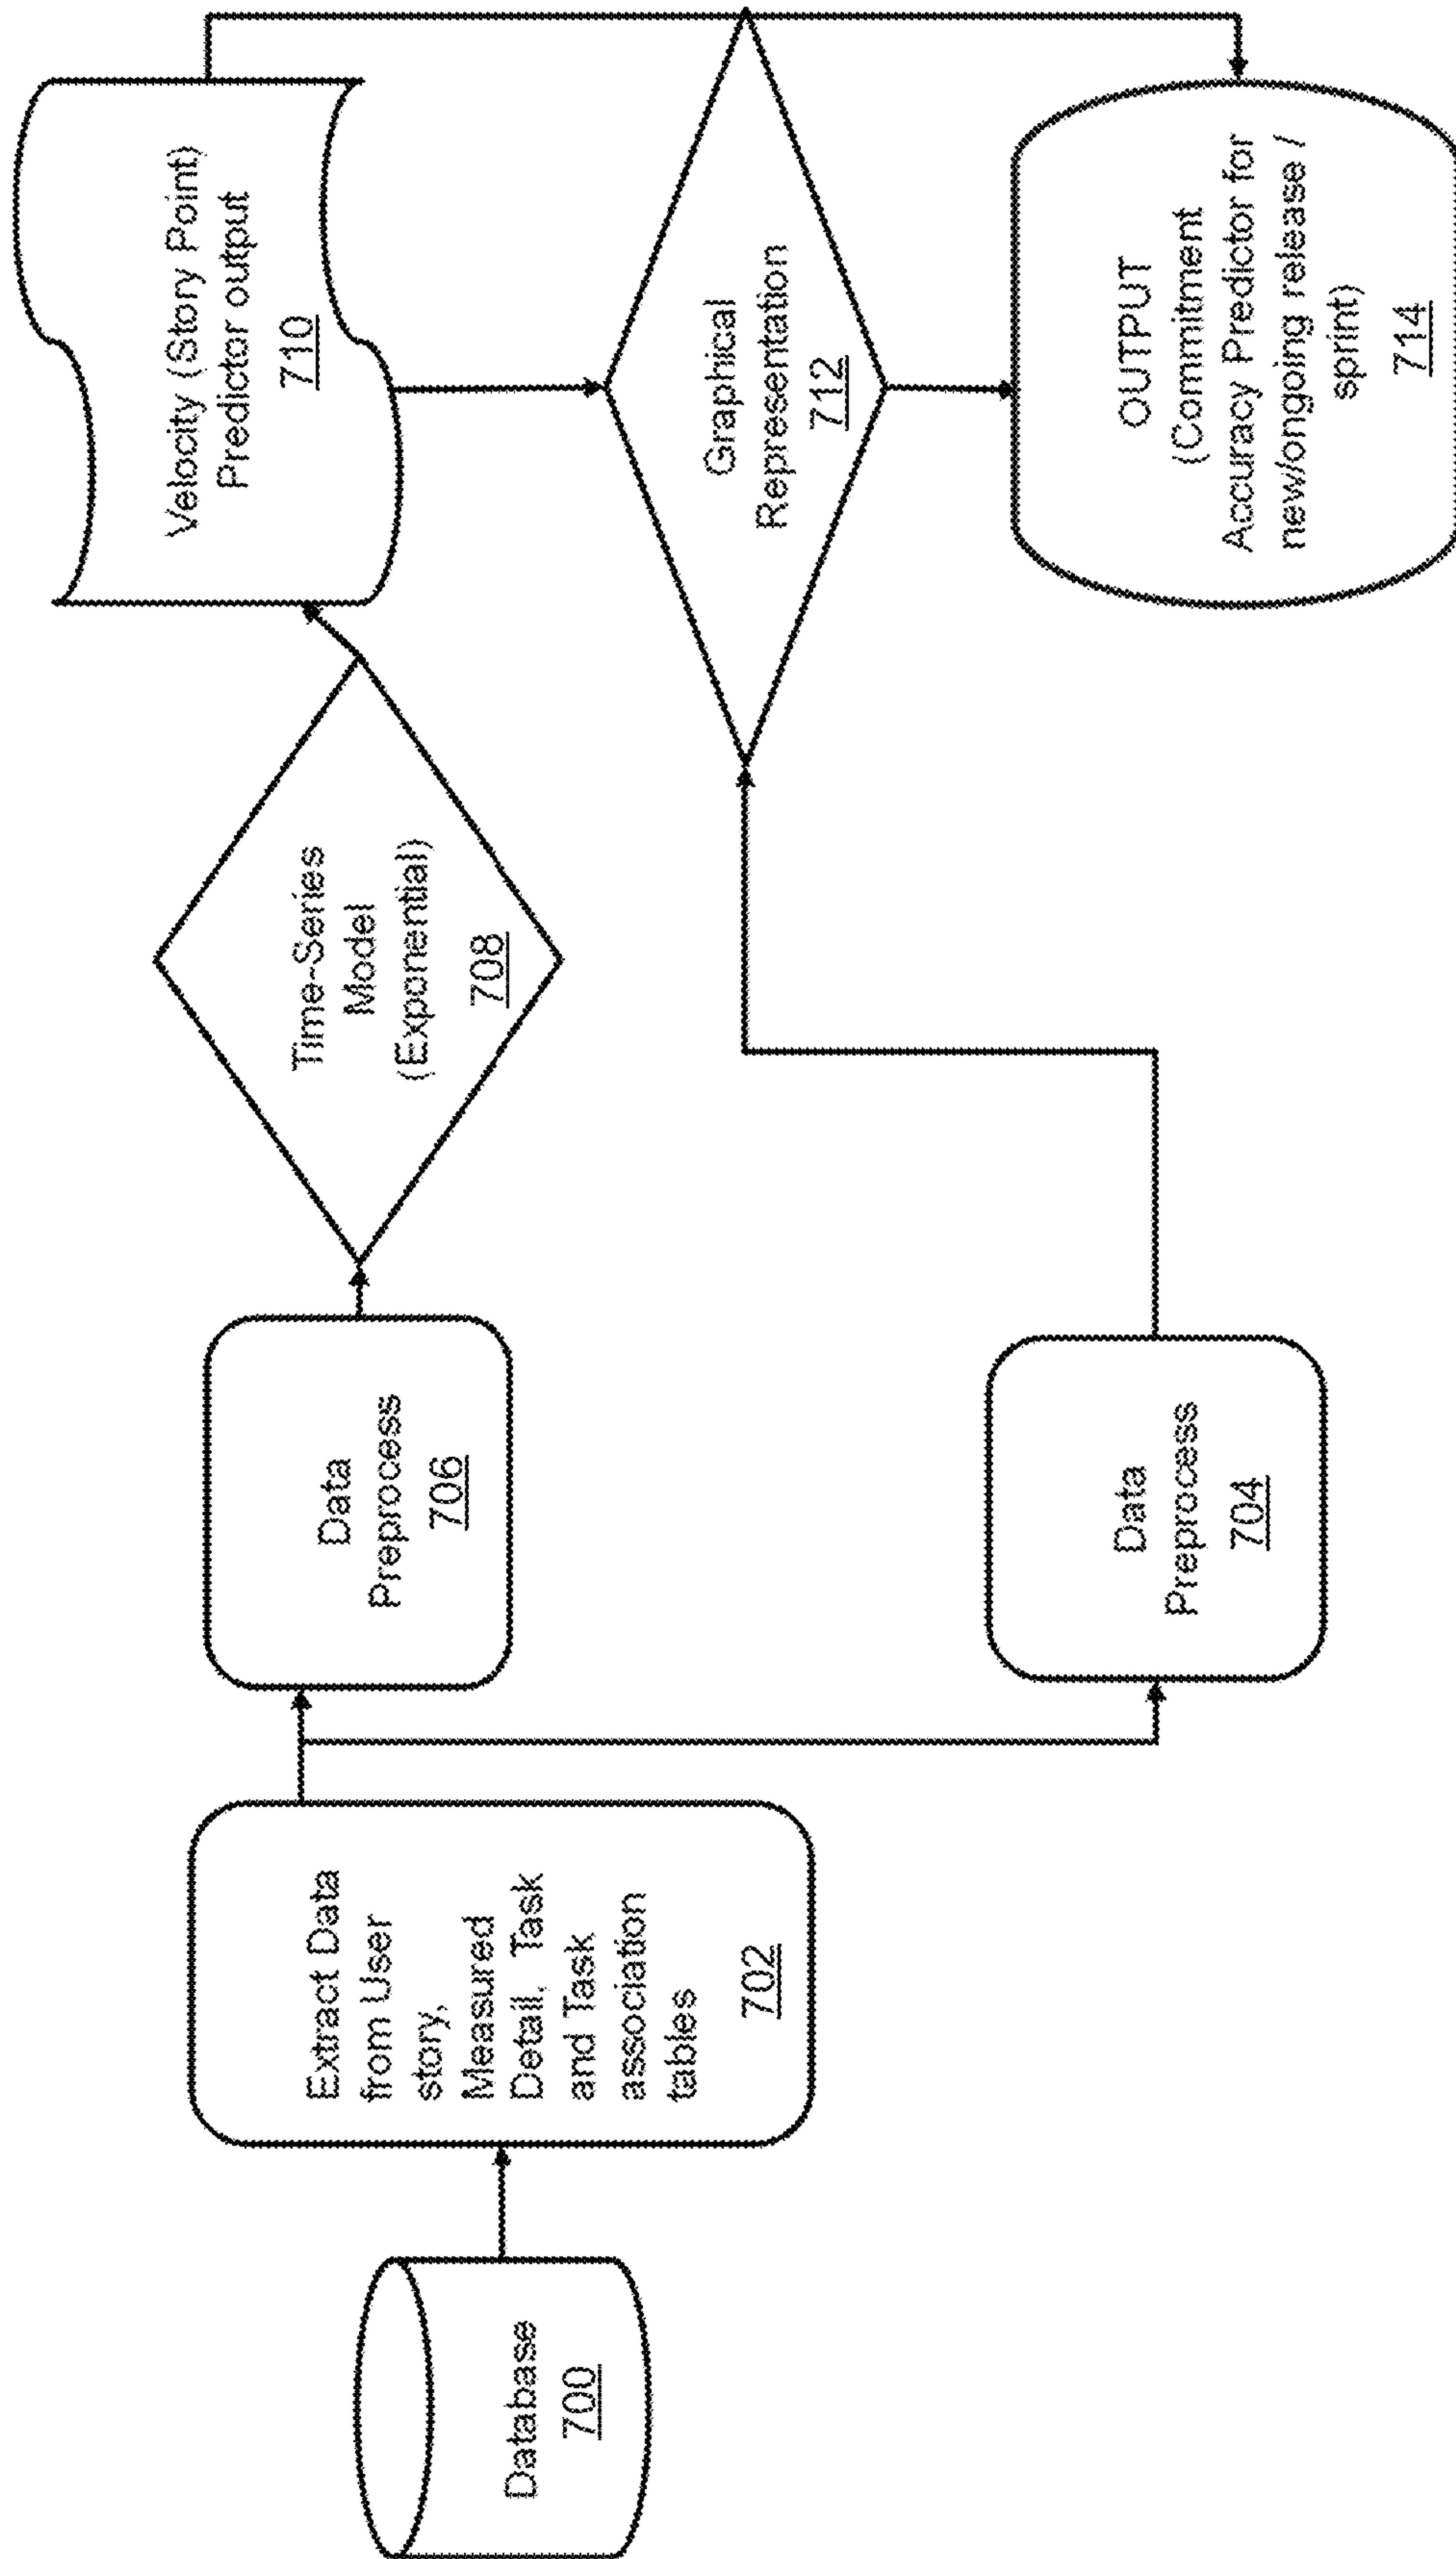 Database
700
Extract Data
from User
story,
Measured
Detail, Task
and Task
association
tables
702
Data
Preprocess
706
Data
Preprocess
704
Time-Series
Model
(Exponential)
708
Velocity (Story Point)
Predictor output
710
Graphical
Representation
712
OUTPUT
(Commitment
Accuracy Predictor for
new/ongoing release /
sprint)
714